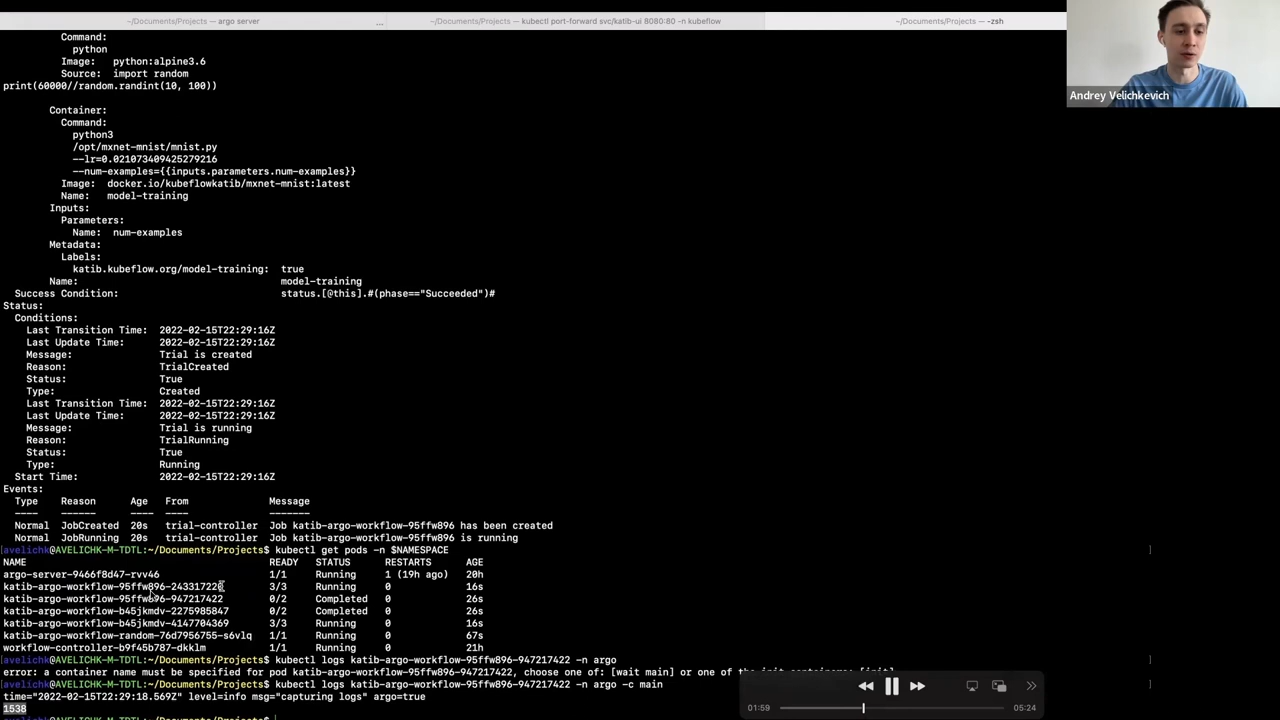 ~/Documents/Projects — argo server ... ~/Documents/Projects — kubectl port-forward svc/katib-ui 8080:80 -n kubeflow ~/Documents/Projects — -zsh
Command:
python
Image: python:alpine3.6
Source: import random
print(60000//random.randint(10, 100))
Andrey Velichkevich
Container:
Command:
python3
/opt/mxnet-mnist/mnist.py
--lr=0.021073409425279216
--num-examples={{inputs.parameters.num-examples}}
Image: docker.io/kubeflowkatib/mxnet-mnist:latest
Name: model-training
Inputs:
Parameters:
Name: num-examples
Metadata:
Labels:
katib.kubeflow.org/model-training: true
Name: model-training
Success Condition: status.[@this].#(phase=="Succeeded")#
Status:
Conditions:
Last Transition Time: 2022-02-15T22:29:16Z
Last Update Time: 2022-02-15T22:29:16Z
Message: Trial is created
Reason: TrialCreated
Status: True
Type: Created
Last Transition Time: 2022-02-15T22:29:16Z
Last Update Time: 2022-02-15T22:29:16Z
Message: Trial is running
Reason: TrialRunning
Status: True
Type: Running
Start Time: 2022-02-15T22:29:16Z
Events:
Type Reason Age From Message
---- ------ ---- ---- -------
Normal JobCreated 20s trial-controller Job katib-argo-workflow-95ffw896 has been created
Normal JobRunning 20s trial-controller Job katib-argo-workflow-95ffw896 is running
avelichk@AVELICHK-M-TDTL:~/Documents/Projects$ kubectl get pods -n $NAMESPACE
NAME READY STATUS RESTARTS AGE
argo-server-9466f8d47-rvv46 1/1 Running 1 (19h ago) 20h
katib-argo-workflow-95ffw896-243317220 3/3 Running 0 16s
katib-argo-workflow-95ffw896-947217422 0/2 Completed 0 26s
katib-argo-workflow-b45jkmdv-2275985847 0/2 Completed 0 26s
katib-argo-workflow-b45jkmdv-4147704369 3/3 Running 0 16s
katib-argo-workflow-random-76d7956755-s6vlq 1/1 Running 0 67s
workflow-controller-b9f45b787-dkklm 1/1 Running 0 21h
avelichk@AVELICHK-M-TDTL:~/Documents/Projects$ kubectl logs katib-argo-workflow-95ffw896-947217422 -n argo
error: a container name must be specified for pod katib-argo-workflow-95ffw896-947217422, choose one of: [wait main] or one of the init containers: [init]
avelichk@AVELICHK-M-TDTL:~/Documents/Projects$ kubectl logs katib-argo-workflow-95ffw896-947217422 -n argo -c main
time="2022-02-15T22:29:18.569Z" level=info msg="capturing logs" argo=true
1538
01:59 05:24